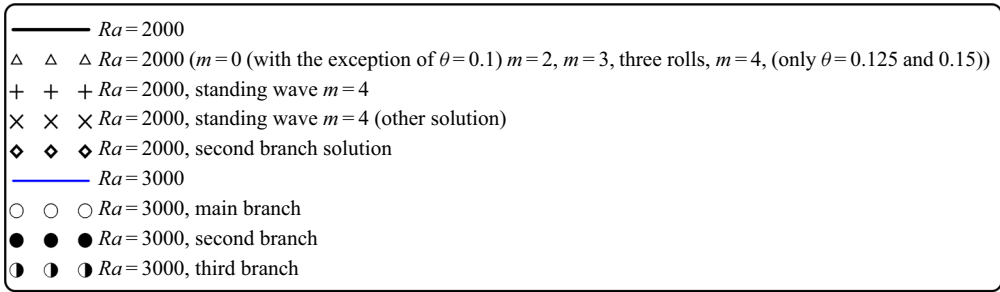 Ra = 2000
Ra = 2000 (m = 0 (with the exception of θ = 0.1) m = 2, m = 3, three rolls, m = 4, (only θ = 0.125 and 0.15))
Ra = 2000, standing wave m = 4
Ra = 2000, standing wave m = 4 (other solution)
Ra = 2000, second branch solution
Ra = 3000
Ra = 3000, main branch
Ra = 3000, second branch
Ra = 3000, third branch